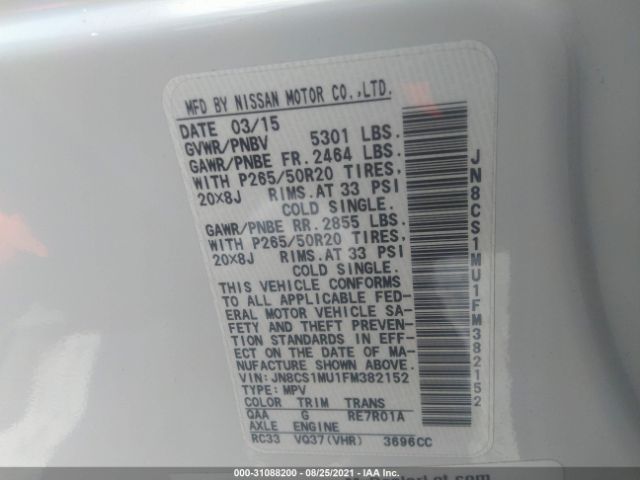 MFD BY NISSAN MOTOR CO.,LTD.
DATE 03/15
GVWR/PNBV 5301 LBS.
GAWR/PNBE FR. 2464 LBS.
WITH P265/50R20 TIRES,
20X8J RIMS.AT 33 PSI
COLD SINGLE.
GAWR/PNBE RR. 2855 LBS.
WITH P265/50R20 TIRES,
20X8J RIMS.AT 33 PSI
COLD SINGLE.
THIS VEHICLE CONFORMS
TO ALL APPLICABLE FED-
ERAL MOTOR VEHICLE SA-
FETY AND THEFT PREVEN-
TION STANDARDS IN EFF-
ECT ON THE DATE OF MA-
NUFACTURE SHOWN ABOVE.
VIN: JN8CS1MU1FM382152
TYPE: MPV
COLOR TRIM TRANS
QAA G RE7R01A
AXLE ENGINE
RC33 VQ37(VHR) 3696CC
JN8CS1MU1FM382152
000-31088200 - 08/25/2021 - IAA Inc.